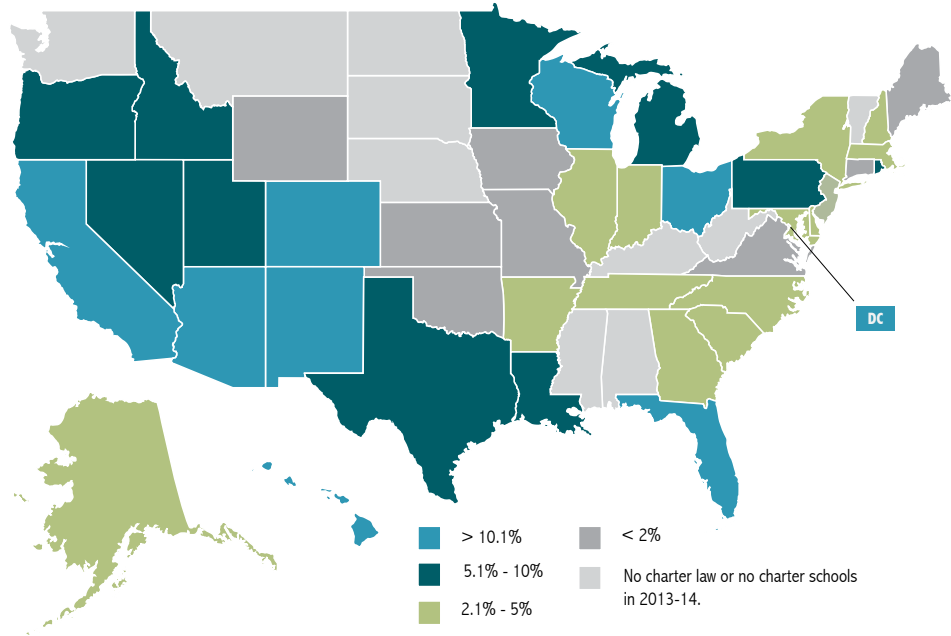 DC
> 10.1%
5.1% - 10%
2.1% - 5%
< 2%
No charter law or no charter schools
in 2013-14.